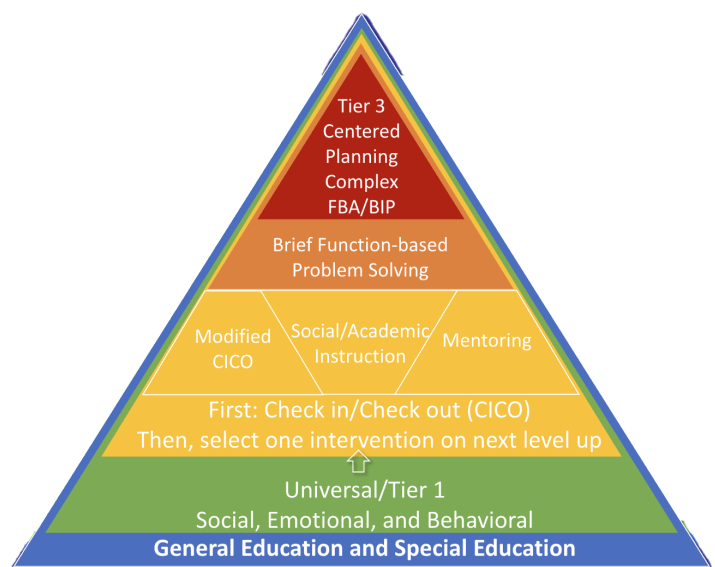 Tier 3
Centered
Planning
Complex
FBA/BIP
Brief Function-based
Problem Solving
Modified
CICO
Social/Academic
Instruction
Mentoring
First: Check in/Check out (CICO)
Then, select one intervention on next level up
Universal/Tier 1
Social, Emotional, and Behavioral
General Education and Special Education